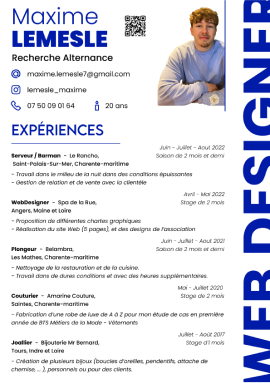 Maxime
LEMESLE
Recherche Alternance
maxime.lemesle7@gmail.com
lemesle_maxime
07 50 09 01 64
20 ans
WEB DESIGNER
EXPÉRIENCES
Juin - Juillet - Aout 2022
Serveur / Barman - Le Rancho,
Saison de 2 mois et demi
Saint-Palais-Sur-Mer, Charente-maritime
- Travail dans le milieu de la nuit dans des conditions épuissantes
- Gestion de relation et de vente avec la clientéle
Avril - Mai 2022
WebDesigner - Spa de la Rue,
Stage de 2 mois
Angers, Maine et Loire
- Proposition de différentes chartes graphiques
- Réalisation du site Web (5 pages), et des designs de l'association
Juin - Juillet - Aout 2021
Plongeur - Belambra,
Saison de 2 mois et demi
Les Mathes, Charente-maritime
- Nettoyage de la restauration et de la cuisine.
- Travail dans de dures conditions et avec des heures supplémentaires.
Mai - Juillet 2020
Couturier - Amarine Couture,
Stage de 2 mois
Saintes, Charente-maritime
- Fabrication d'une robe de luxe de A à Z pour mon étude de cas en première
année de BTS Métiers de la Mode - Vêtements
Juillet - Août 2017
Joallier - Bijouterie Mr Bernard,
Stage d'1 mois
Tours, Indre et Loire
- Création de plusieurs bijoux (boucles d'oreilles, pendentifs, attache de
chemise, ... ), personnels ou pour des clients.